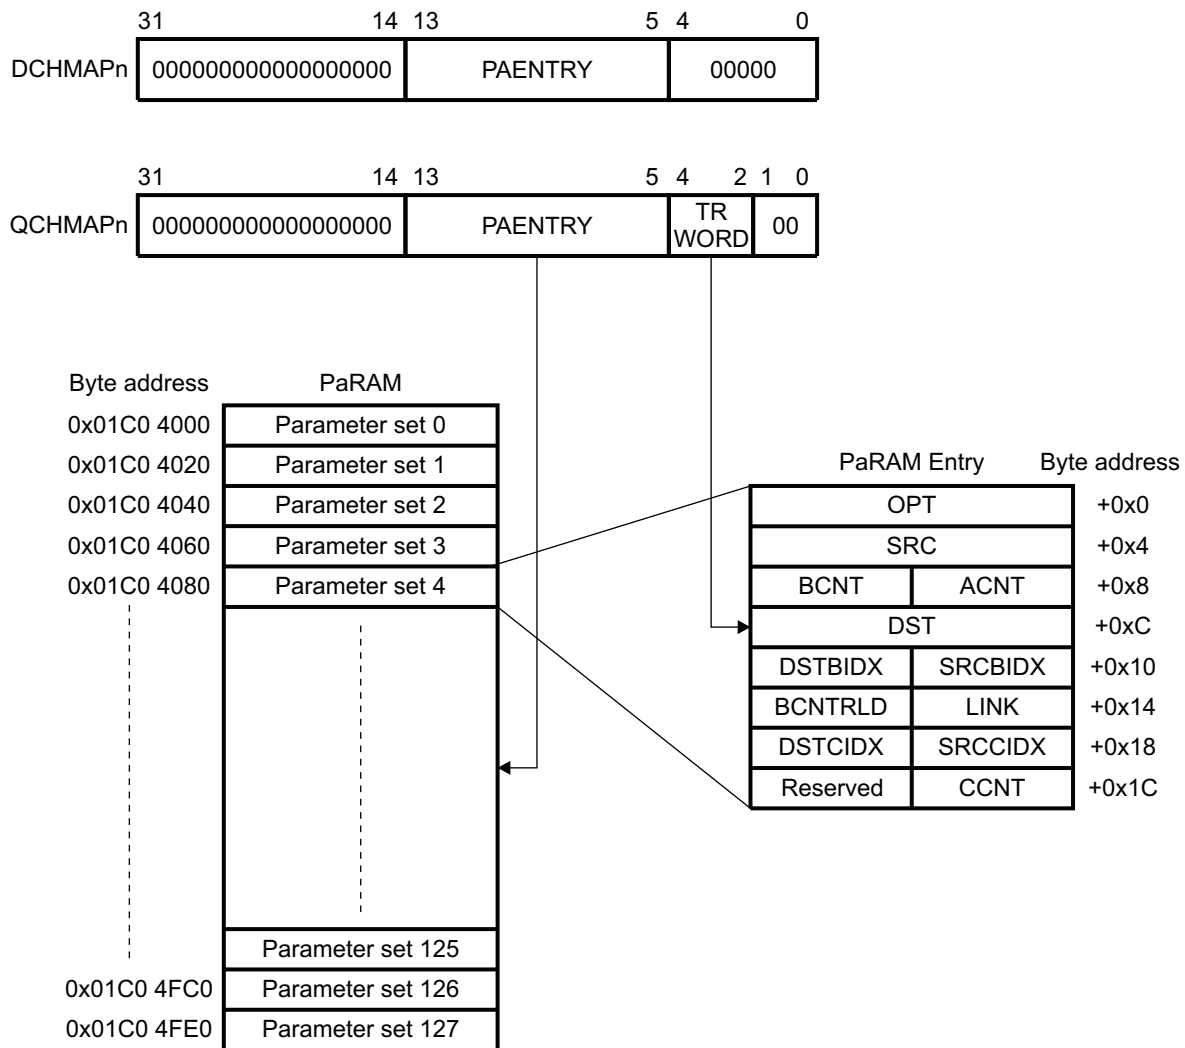 31 14 13 5 4 0
DCHMAPn 000000000000000000 PAENTRY 00000
31 14 13 5 4 2 1 0
QCHMAPn 000000000000000000 PAENTRY TR WORD 00
Byte address PaRAM
0x01C0 4000 Parameter set 0
0x01C0 4020 Parameter set 1
0x01C0 4040 Parameter set 2
0x01C0 4060 Parameter set 3
0x01C0 4080 Parameter set 4
Parameter set 125
0x01C0 4FC0 Parameter set 126
0x01C0 4FE0 Parameter set 127
PaRAM Entry Byte address
OPT +0x0
SRC +0x4
BCNT ACNT +0x8
DST +0xC
DSTBIDX SRCBIDX +0x10
BCNTRLD LINK +0x14
DSTCIDX SRCCIDX +0x18
Reserved CCNT +0x1C